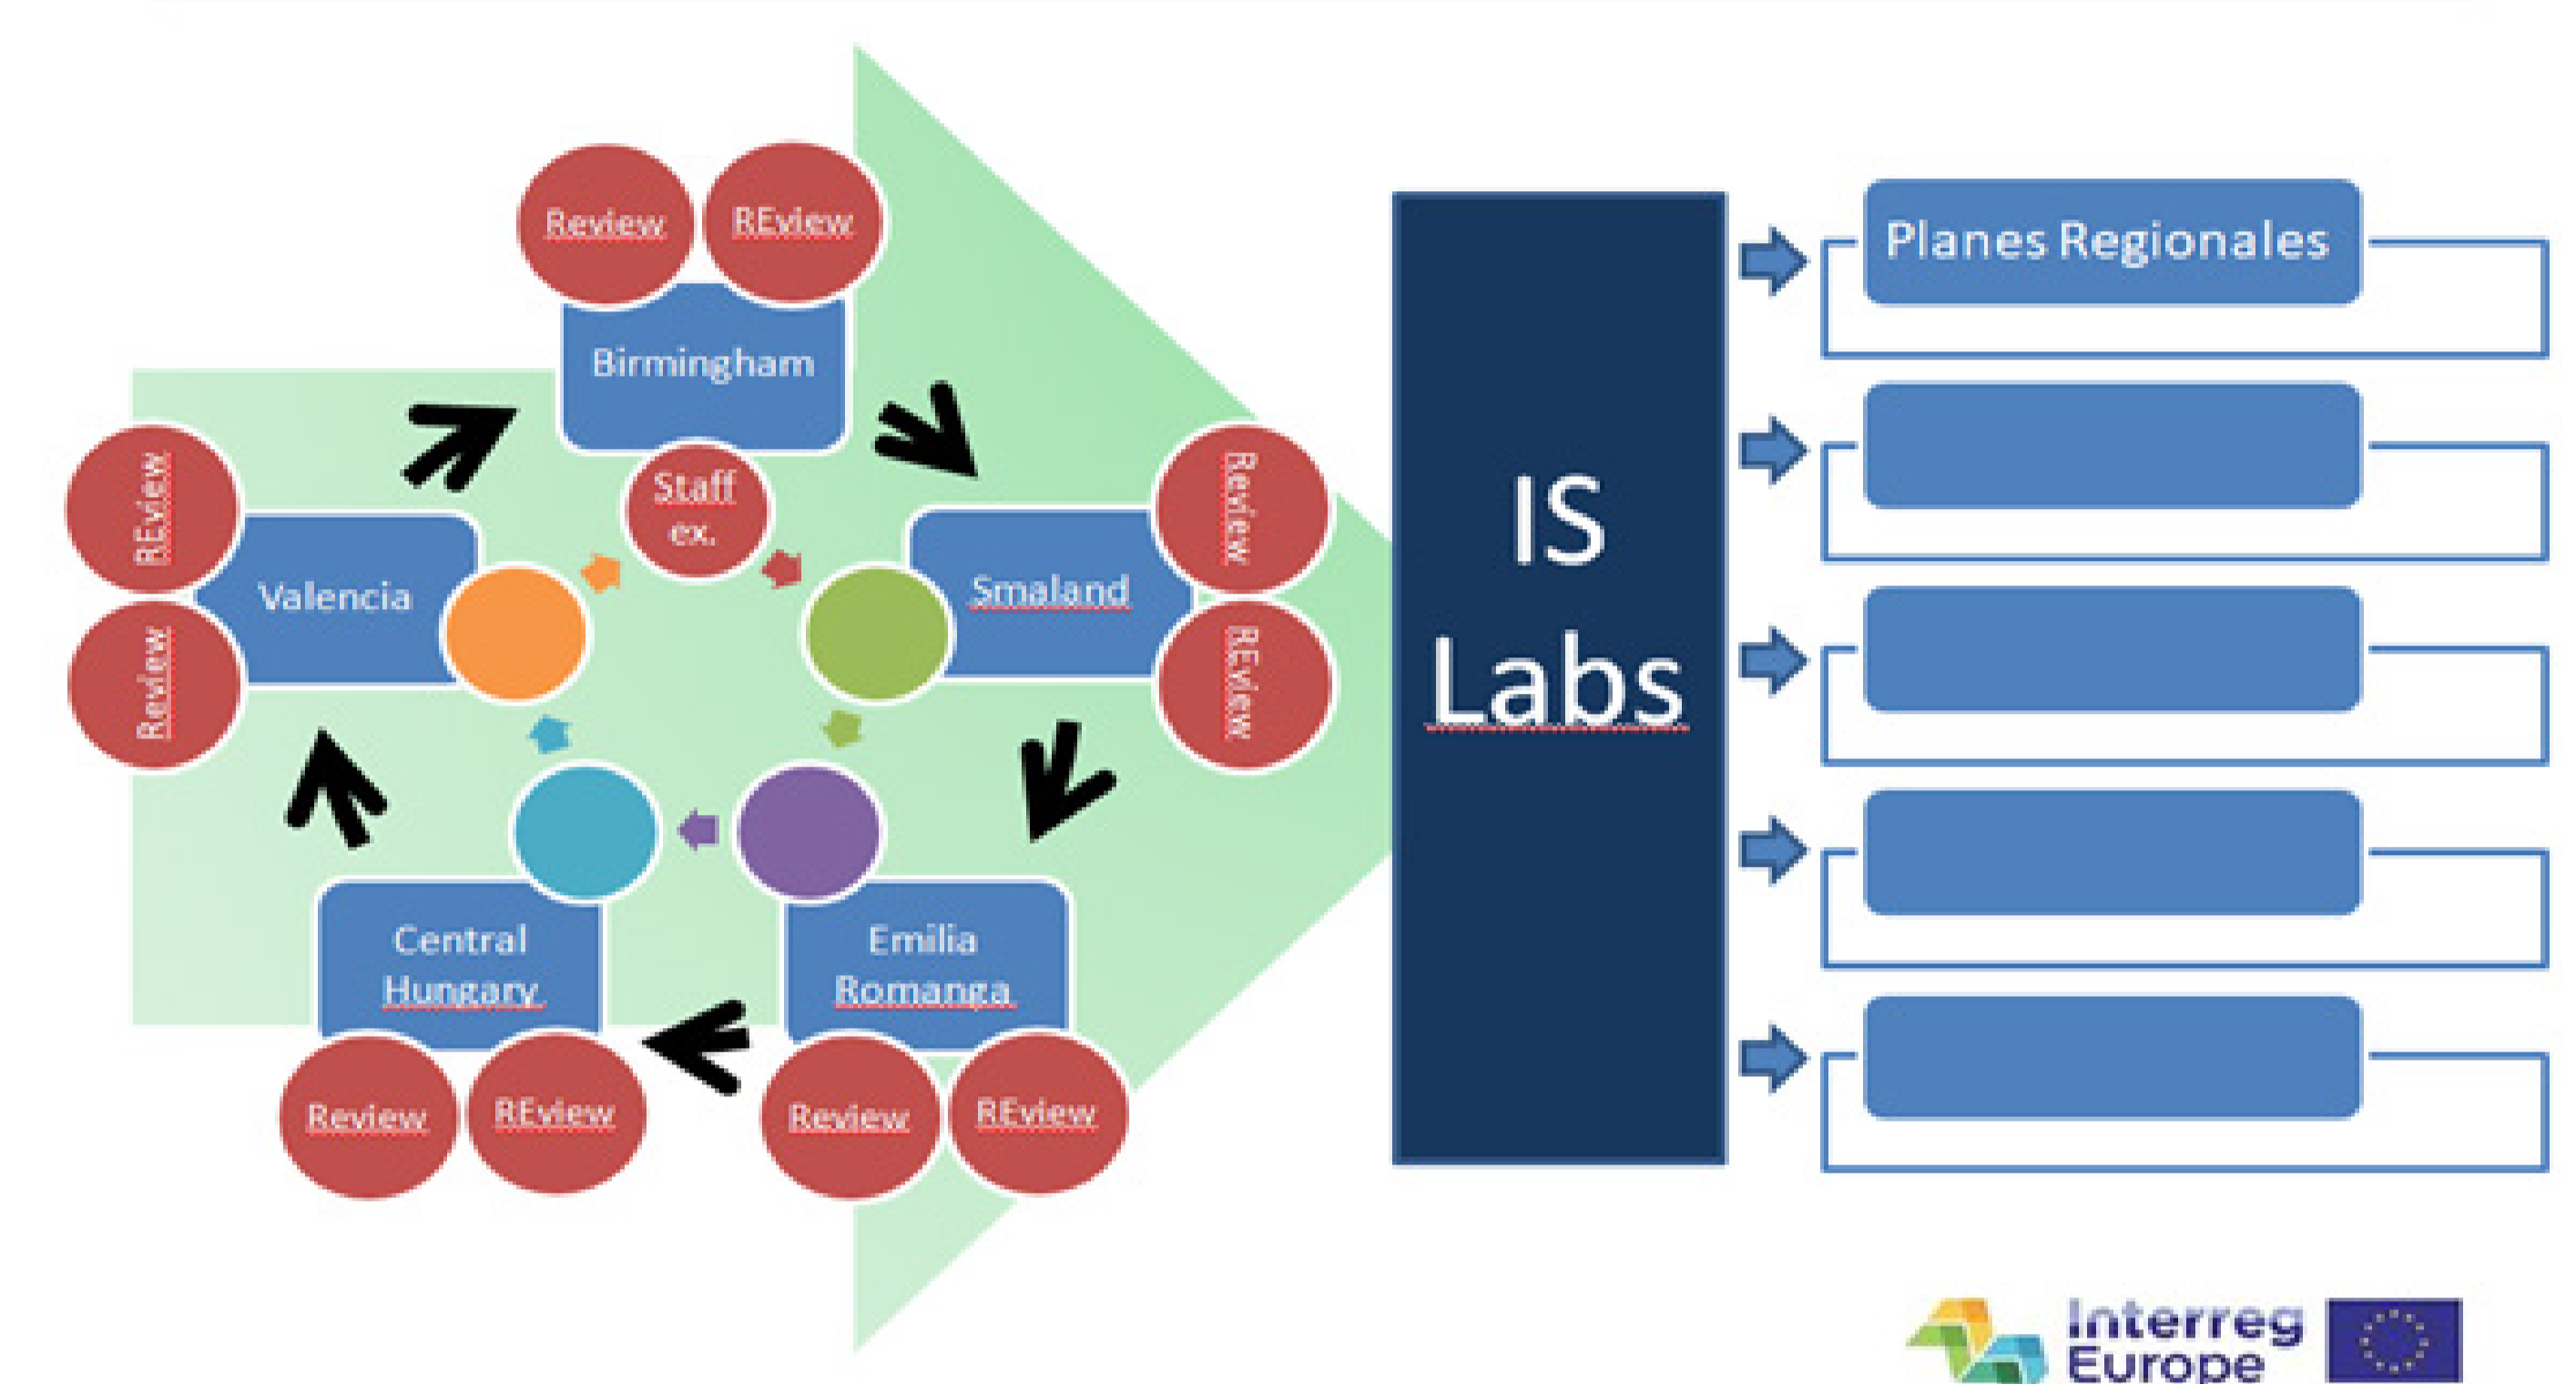 Review
REview
Birmingham
Staff
ex.
REview
Review
Valencia
Smaland
Review
REview
Central
Hungary
Review
REview
Emilia
Romanga
Review
REview
IS
Labs
Planes Regionales
Interreg
Europe